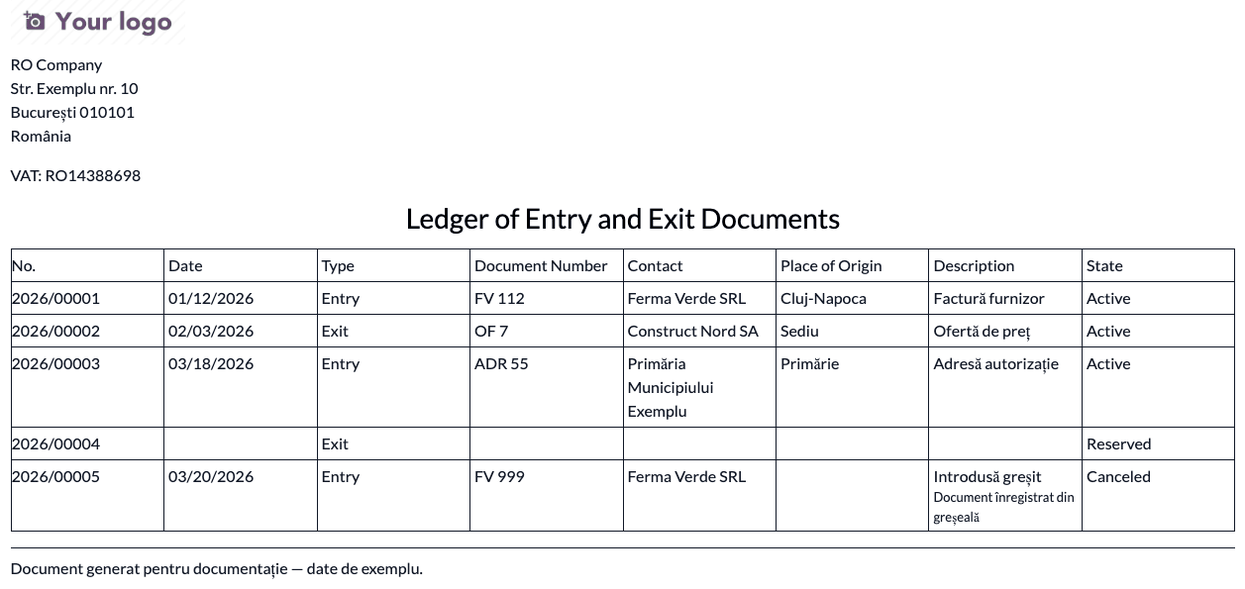 Your logo
RO Company
Str. Exemplu nr. 10
București 010101
România
VAT: RO14388698
Ledger of Entry and Exit Documents
No. Date Type Document Number Contact Place of Origin Description State
2026/00001 01/12/2026 Entry FV 112 Ferma Verde SRL Cluj-Napoca Factură furnizor Active
2026/00002 02/03/2026 Exit OF 7 Construct Nord SA Sediu Ofertă de preț Active
2026/00003 03/18/2026 Entry ADR 55 Primăria Primărie Adresă autorizație Active
Municipiului
Exemplu
2026/00004 Exit Reserved
2026/00005 03/20/2026 Entry FV 999 Ferma Verde SRL Introdusă greșit Canceled
Document înregistrat din
greșeală
Document generat pentru documentație — date de exemplu.